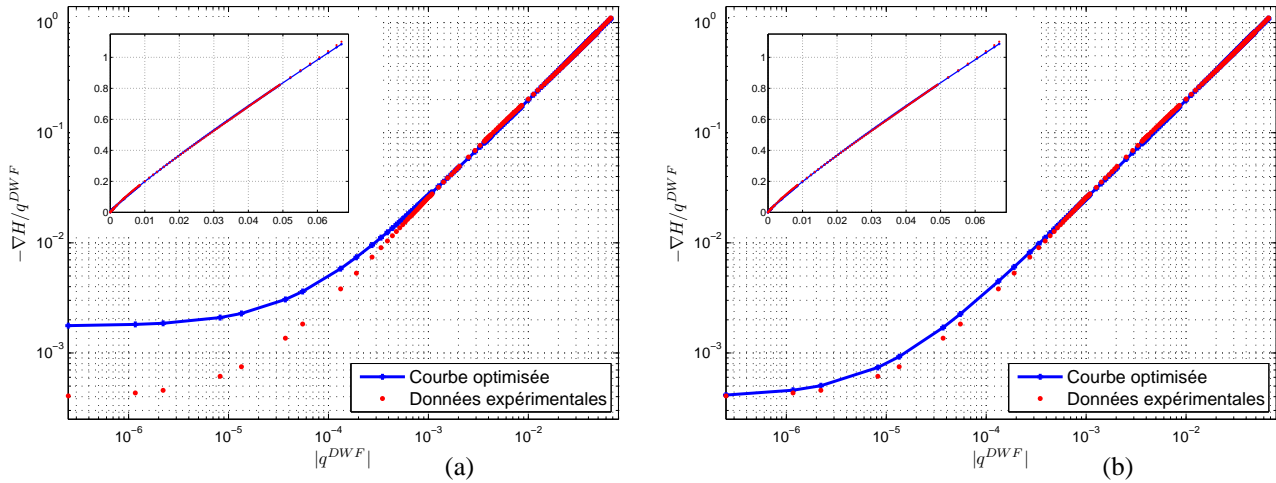 10^0
10^-1
10^-2
10^-3
−∇H/q^DWF
1
0.8
0.6
0.4
0.2
0
0 0.01 0.02 0.03 0.04 0.05 0.06
Courbe optimisée
Données expérimentales
10^-6 10^-5 10^-4 10^-3 10^-2
|q^DWF|
(a)
10^0
10^-1
10^-2
10^-3
−∇H/q^DWF
1
0.8
0.6
0.4
0.2
0
0 0.01 0.02 0.03 0.04 0.05 0.06
Courbe optimisée
Données expérimentales
10^-6 10^-5 10^-4 10^-3 10^-2
|q^DWF|
(b)